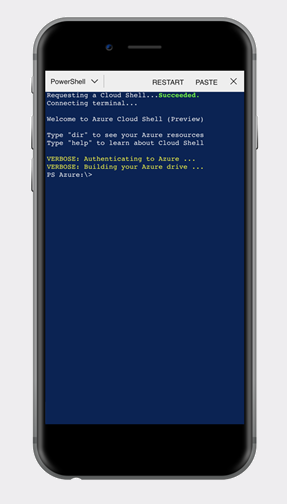 PowerShell
RESTART
PASTE
Requesting a Cloud Shell...Succeeded.
Connecting terminal...
Welcome to Azure Cloud Shell (Preview)
Type "dir" to see your Azure resources
Type "help" to learn about Cloud Shell
VERBOSE: Authenticating to Azure ...
VERBOSE: Building your Azure drive ...
PS Azure:\>